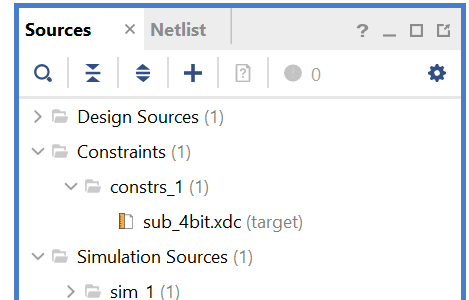 Sources × Netlist ?
? 0
Design Sources (1)
Constraints (1)
constrs_1 (1)
sub_4bit.xdc (target)
Simulation Sources (1)
sim_1 (1)